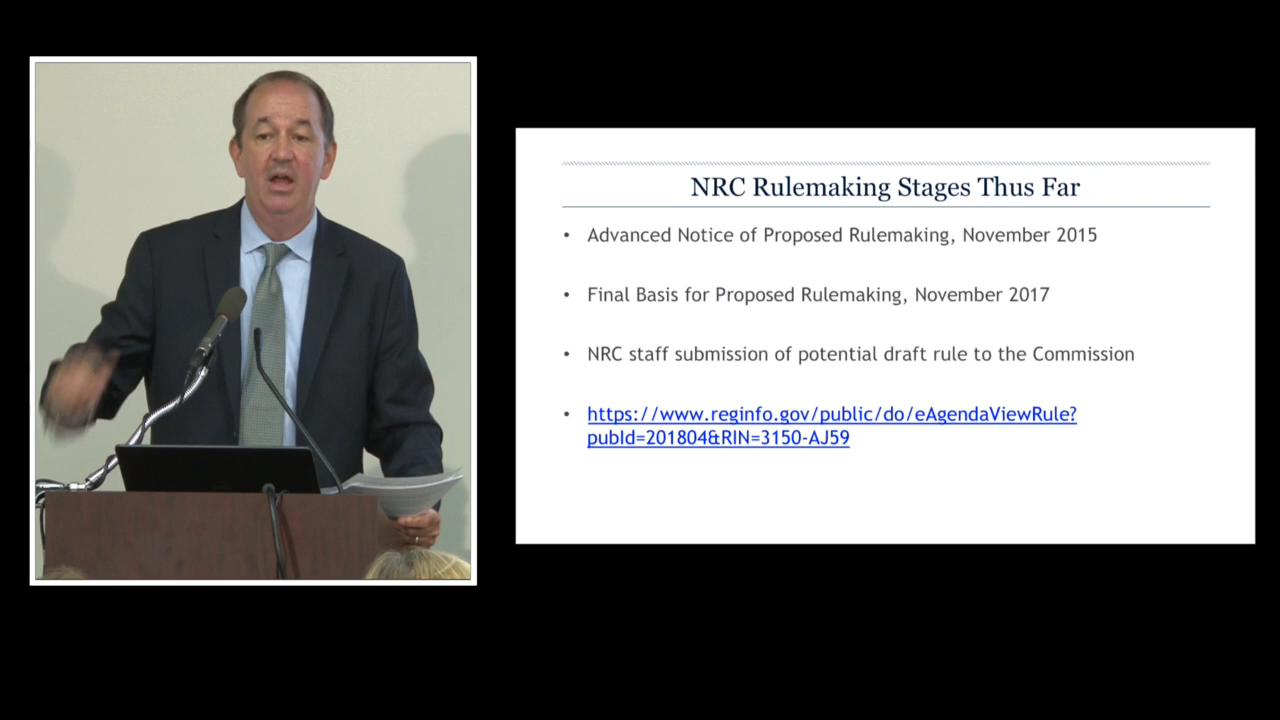 NRC Rulemaking Stages Thus Far
• Advanced Notice of Proposed Rulemaking, November 2015
• Final Basis for Proposed Rulemaking, November 2017
• NRC staff submission of potential draft rule to the Commission
• https://www.reginfo.gov/public/do/eAgendaViewRule?
pubId=201804&RIN=3150-AJ59